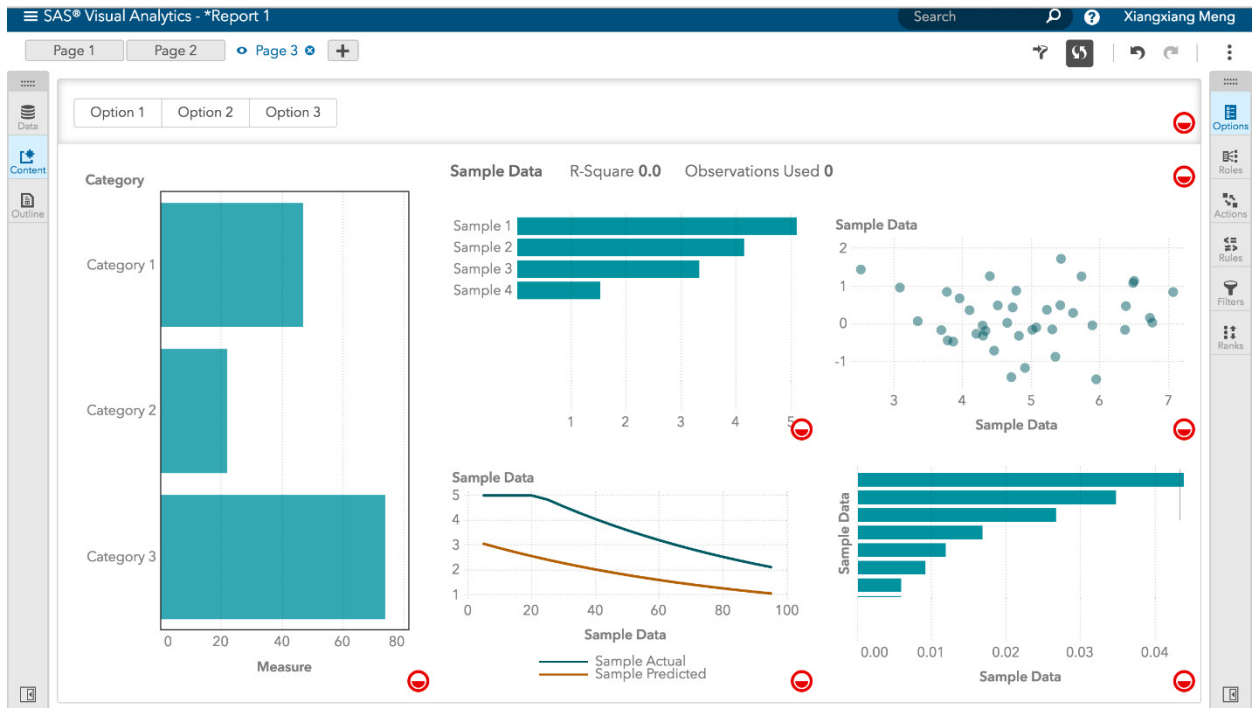 SAS® Visual Analytics - *Report 1
Search
Xiangxiang Meng
Page 1
Page 2
Page 3
Data
Content
Outline
Option 1
Option 2
Option 3
Category
Category 1
Category 2
Category 3
0 20 40 60 80
Measure
Sample Data R-Square 0.0 Observations Used 0
Sample 1
Sample 2
Sample 3
Sample 4
1 2 3 4 5
Sample Data
2
1
0
-1
3 4 5 6 7
Sample Data
Sample Data
5
4
3
2
1
0 20 40 60 80 100
Sample Data
Sample Actual
Sample Predicted
Sample Data
0.00 0.01 0.02 0.03 0.04
Sample Data
Options
Roles
Actions
Rules
Filters
Ranks